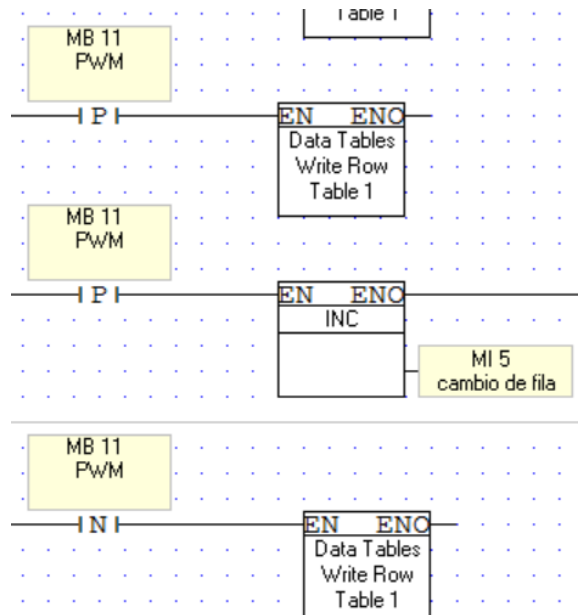 Table 1
MB 11
PWM
P
EN ENO
Data Tables
Write Row
Table 1
MB 11
PWM
P
EN ENO
INC
MI 5
cambio de fila
MB 11
PWM
N
EN ENO
Data Tables
Write Row
Table 1